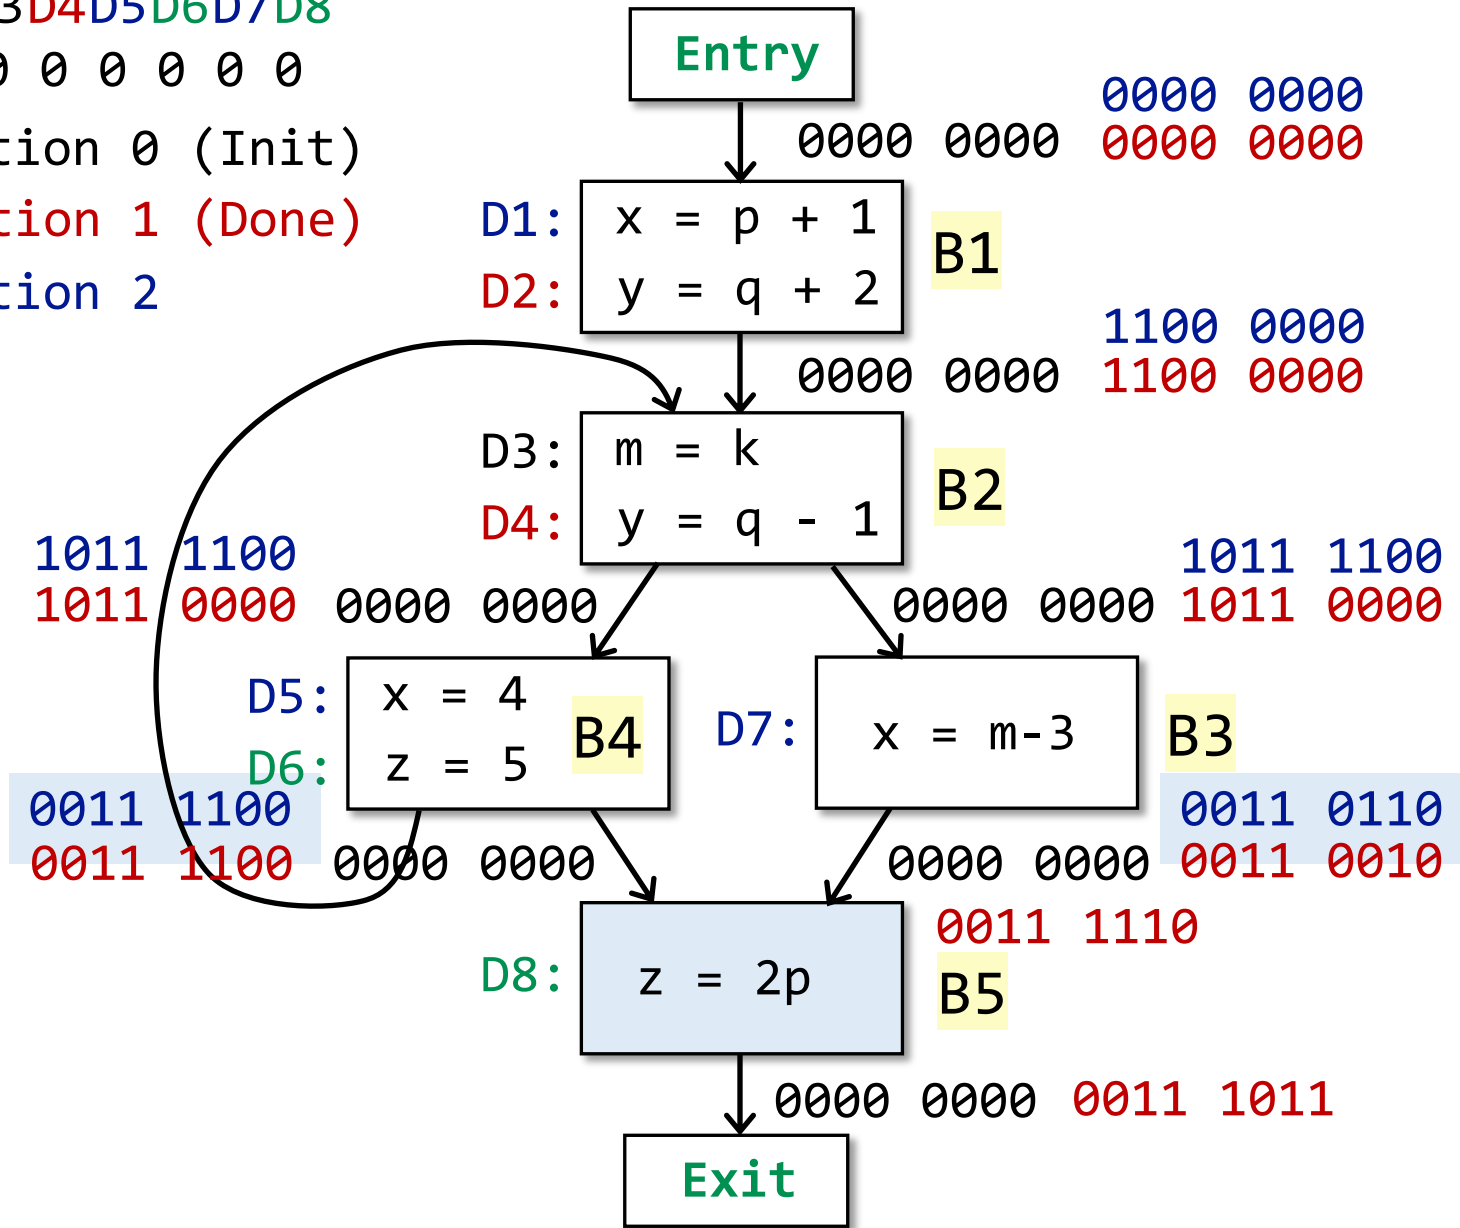 3D4D5D6D7D8
0 0 0 0 0 0
tion 0 (Init)
tion 1 (Done)
tion 2
Entry
0000 0000
0000 0000 0000 0000
D1: x = p + 1
D2: y = q + 2
B1
1100 0000
0000 0000 1100 0000
D3: m = k
D4: y = q - 1
B2
1011 1100
1011 0000 0000 0000
1011 1100
0000 0000 1011 0000
D5: x = 4
D6: z = 5
B4
D7: x = m-3
B3
0011 1100
0011 1100 0000 0000
0011 0110
0000 0000 0011 0010
0011 1110
D8: z = 2p
B5
0000 0000 0011 1011
Exit